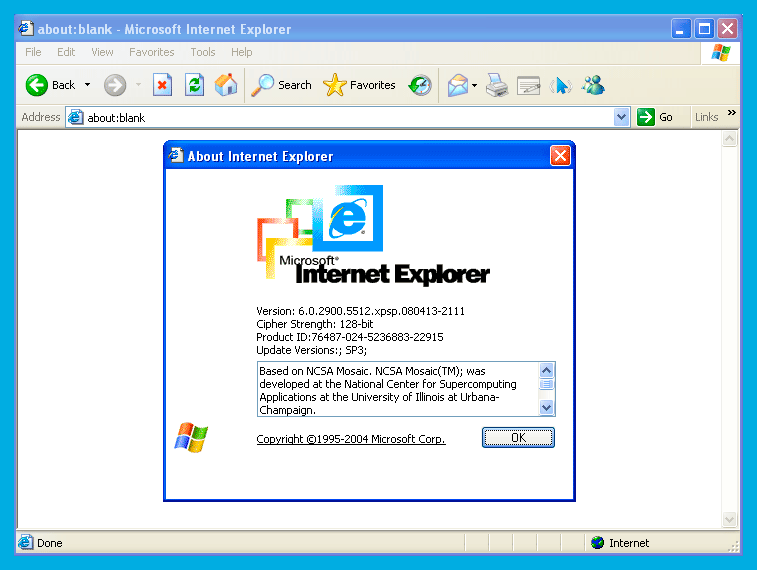 about:blank - Microsoft Internet Explorer
File Edit View Favorites Tools Help
Back Search Favorites
Address about:blank Go Links »
About Internet Explorer
Microsoft®
Internet Explorer
Version: 6.0.2900.5512.xpsp.080413-2111
Cipher Strength: 128-bit
Product ID:76487-024-5236883-22915
Update Versions:; SP3;
Based on NCSA Mosaic. NCSA Mosaic(TM); was
developed at the National Center for Supercomputing
Applications at the University of Illinois at Urbana-
Champaign.
Copyright ©1995-2004 Microsoft Corp.
OK
Done Internet